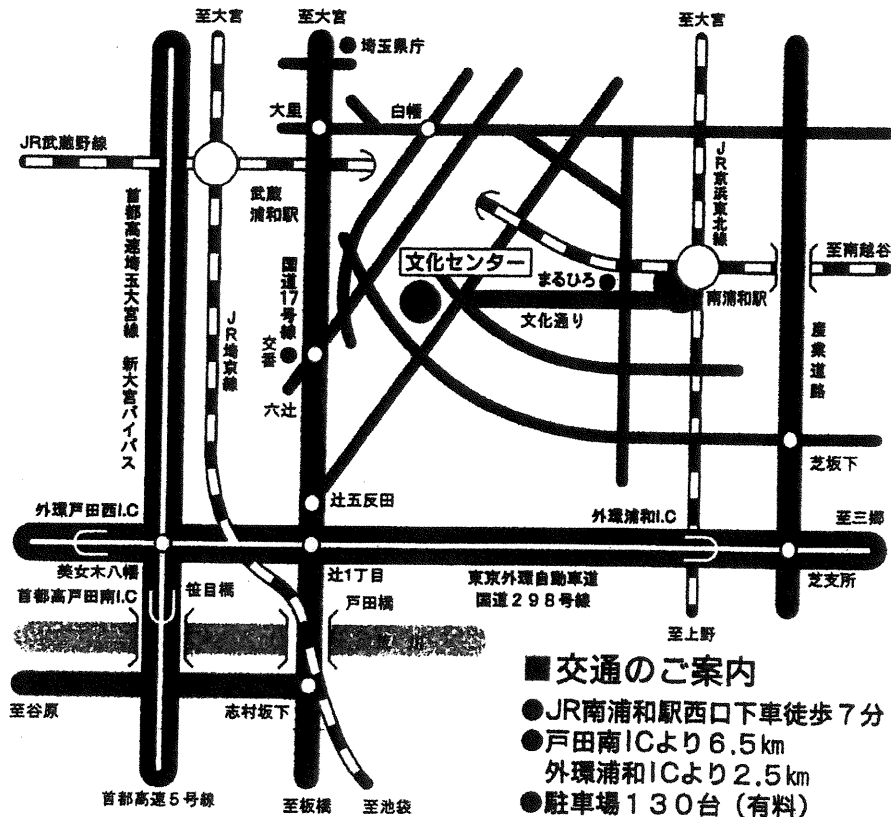 至大宮
至大宮
至大宮
埼玉県庁
大里
白幡
JR武蔵野線
武蔵
浦和駅
首都高速埼玉大宮線 新大宮バイパス
JR埼京線
国道17号線
交番
六辻
文化センター
まるひろ
文化通り
JR京浜東北線
南浦和駅
至南越谷
産業道路
芝坂下
辻五反田
外環戸田西I.C
外環浦和I.C
至三郷
美女木八幡
辻1丁目
東京外環自動車道
国道298号線
芝支所
首都高戸田南I.C
笹目橋
戸田橋
至上野
至谷原
志村坂下
首都高速5号線
至板橋
至池袋
■交通のご案内
●JR南浦和駅西口下車徒歩7分
●戸田南ICより6.5km
外環浦和ICより2.5km
●駐車場130台(有料)